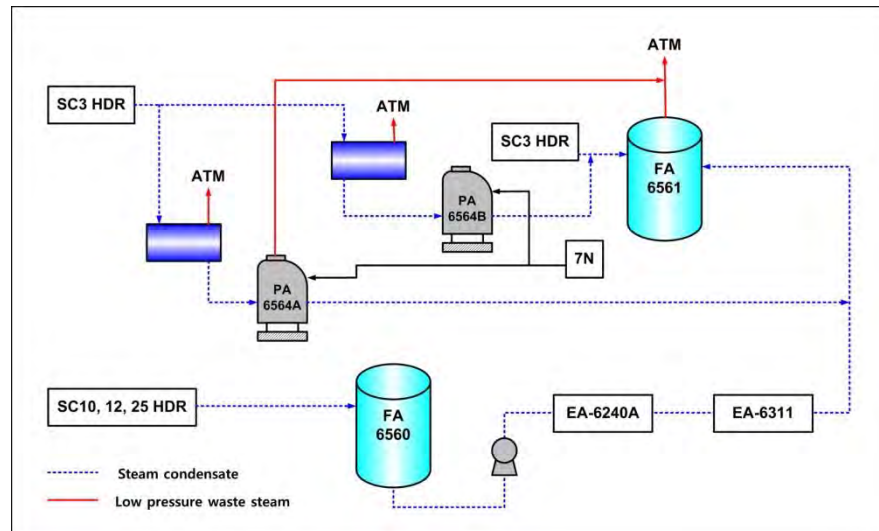 ATM
SC3 HDR
ATM
SC3 HDR
FA
6561
ATM
PA
6564B
7N
PA
6564A
SC10, 12, 25 HDR
FA
6560
EA-6240A
EA-6311
Steam condensate
Low pressure waste steam